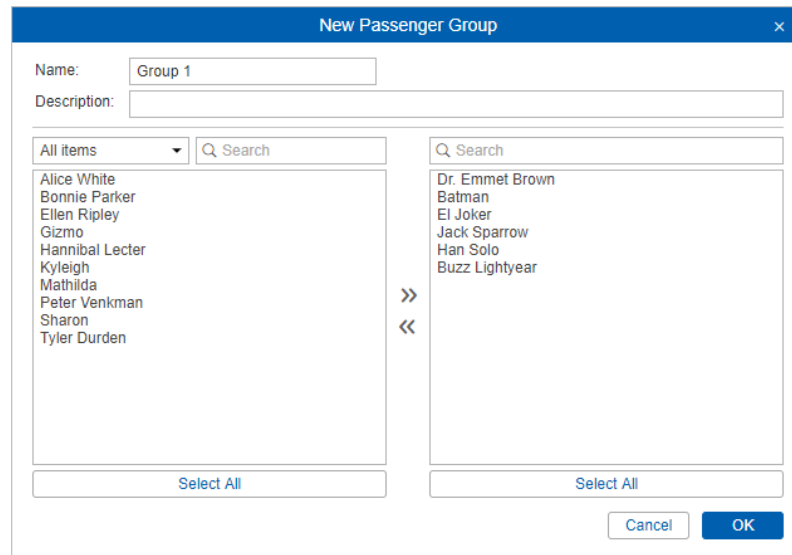 New Passenger Group ×
Name: Group 1
Description:
All items Search
Alice White
Bonnie Parker
Ellen Ripley
Gizmo
Hannibal Lecter
Kyleigh
Mathilda
Peter Venkman
Sharon
Tyler Durden
Select All
»
«
Search
Dr. Emmet Brown
Batman
El Joker
Jack Sparrow
Han Solo
Buzz Lightyear
Select All
Cancel OK